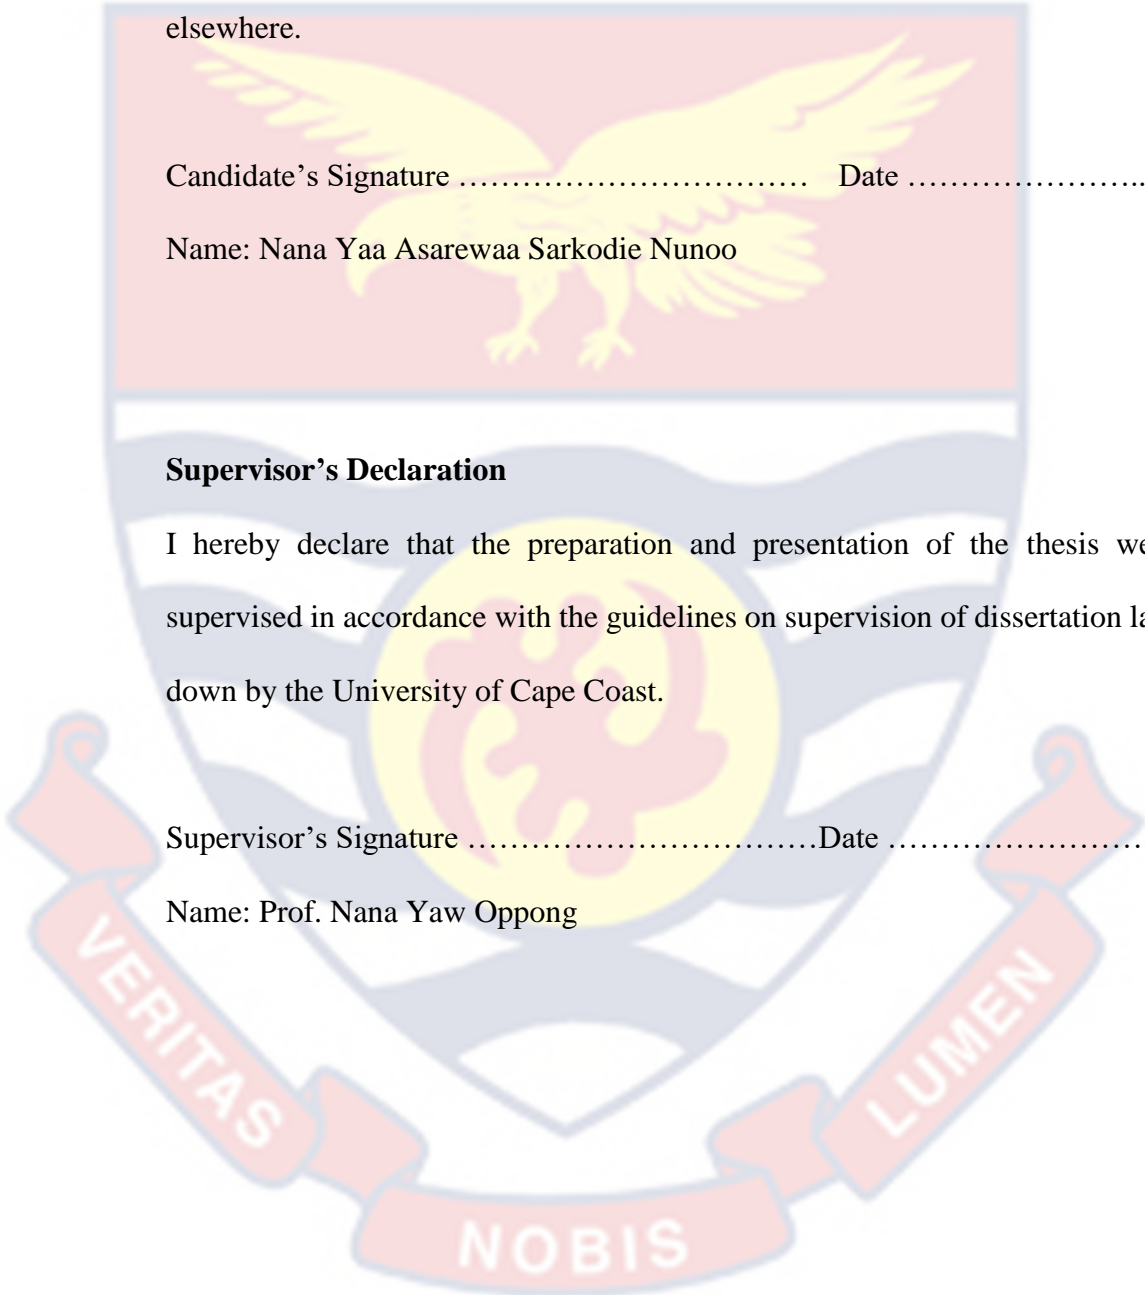 elsewhere.
Candidate’s Signature …………………………… Date …………………..
Name: Nana Yaa Asarewaa Sarkodie Nunoo
Supervisor’s Declaration
I hereby declare that the preparation and presentation of the thesis we
supervised in accordance with the guidelines on supervision of dissertation la
down by the University of Cape Coast.
Supervisor’s Signature ……………………………Date ……………………
Name: Prof. Nana Yaw Oppong
VERITAS
NOBIS
LUMEN